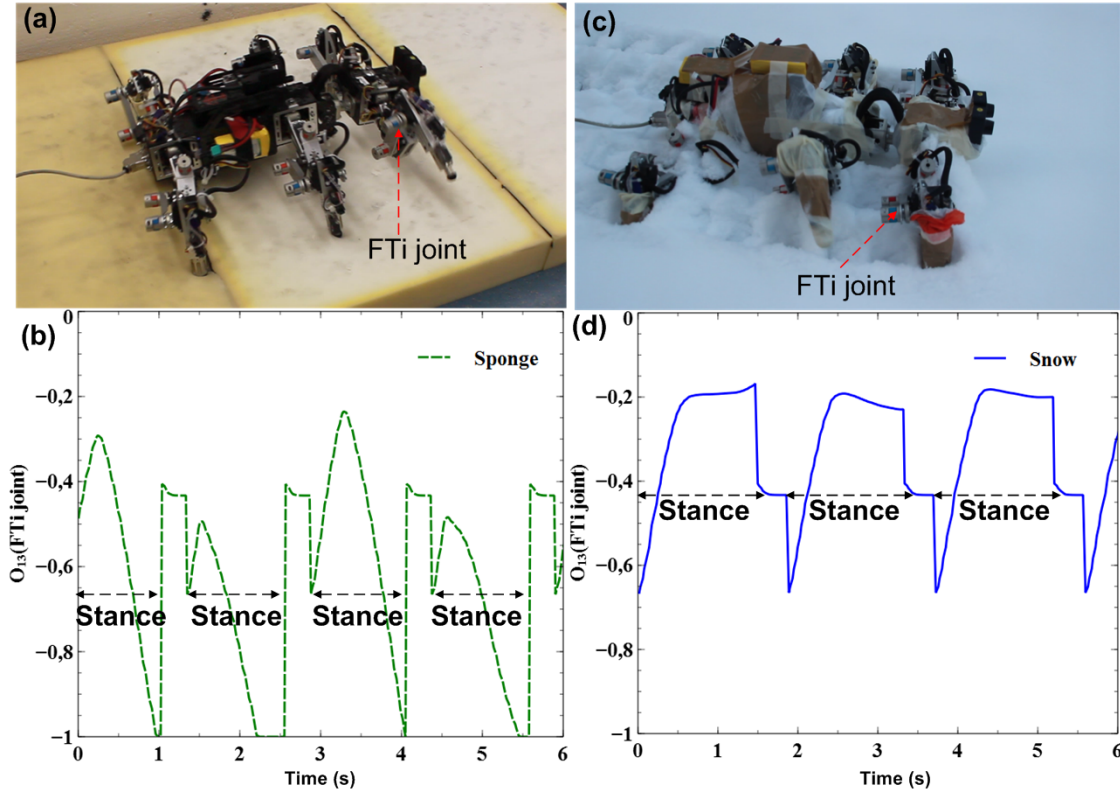 (a)
FTi joint
(c)
FTi joint
(b)
0
−0,2
−0,4
−0,6
−0,8
−1
O₁₃(FTi joint)
Sponge
Stance
Stance
Stance
Stance
0 1 2 3 4 5 6
Time (s)
(d)
0
−0,2
−0,4
−0,6
−0,8
−1
O₁₃(FTi joint)
Snow
Stance
Stance
Stance
0 1 2 3 4 5 6
Time (s)